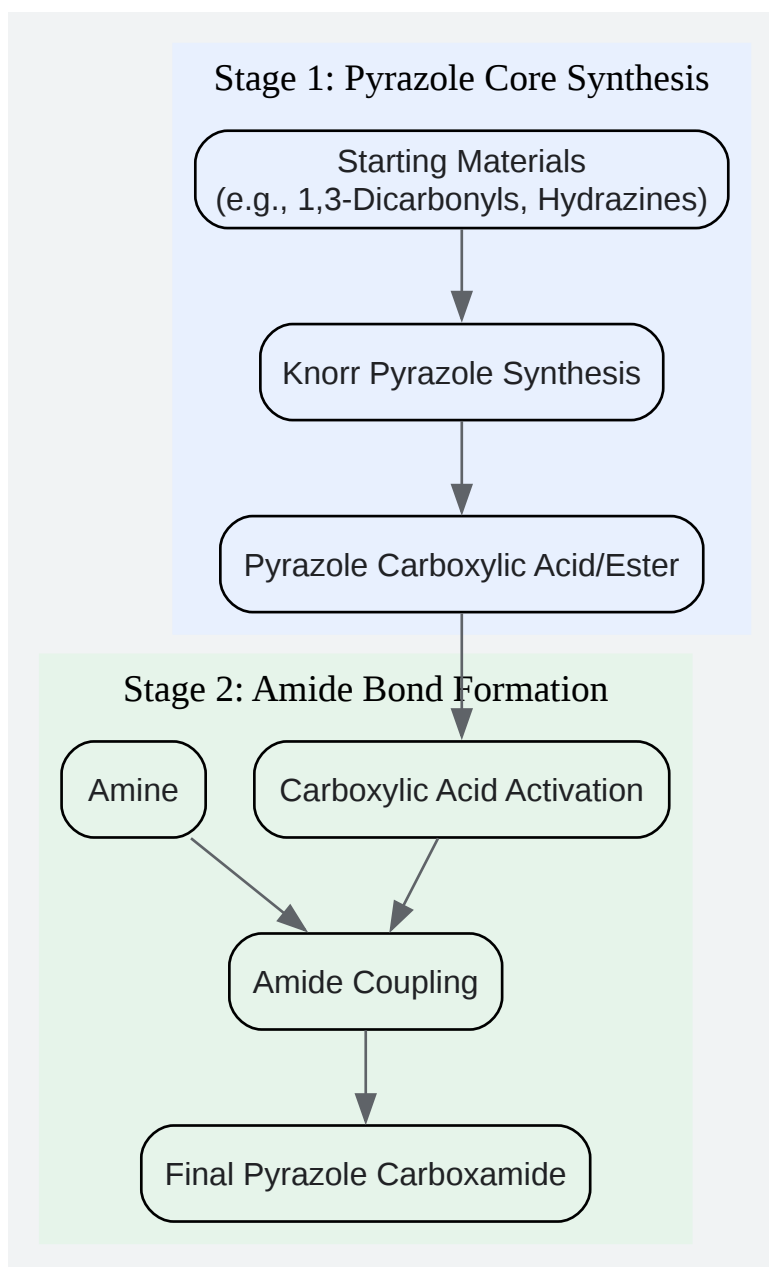 Stage 1: Pyrazole Core Synthesis
Starting Materials
(e.g., 1,3-Dicarbonyls, Hydrazines)
Knorr Pyrazole Synthesis
Pyrazole Carboxylic Acid/Ester
Stage 2: Amide Bond Formation
Amine
Carboxylic Acid Activation
Amide Coupling
Final Pyrazole Carboxamide